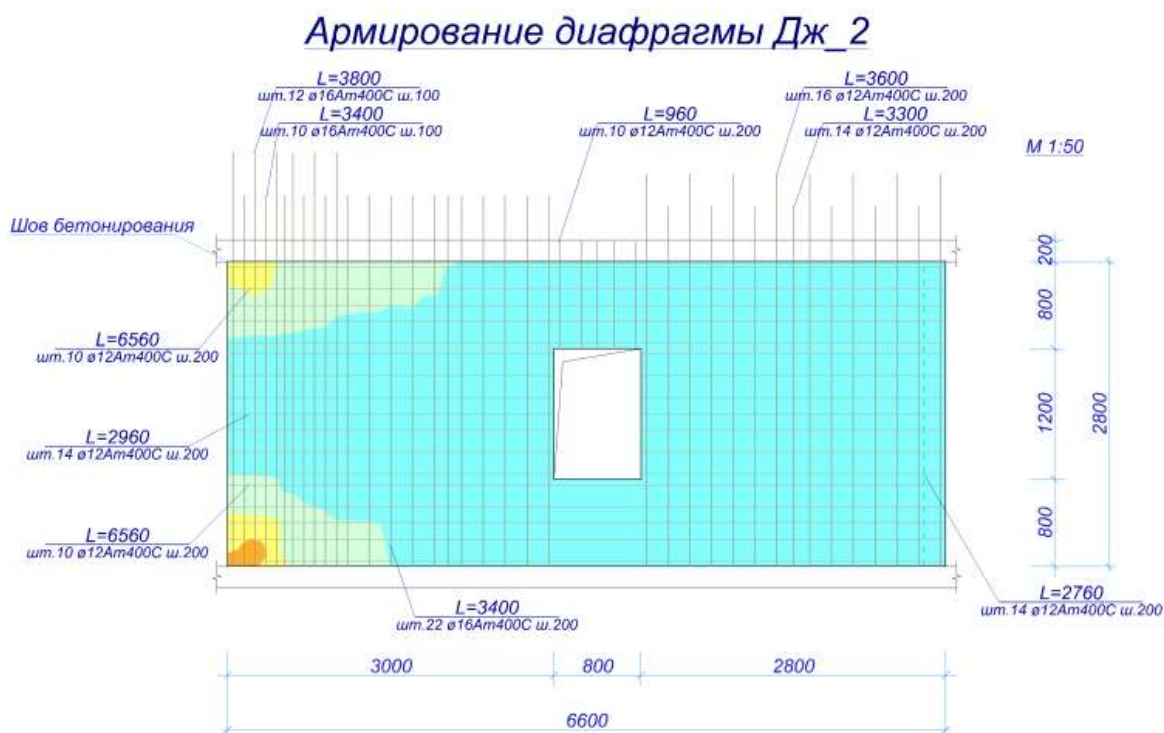 Армирование диафрагмы Дж_2
L=3800
шт.12 ø16Ат400С ш.100
L=3400
шт.10 ø16Ат400С ш.100
L=960
шт.10 ø12Ат400С ш.200
L=3600
шт.16 ø12Ат400С ш.200
L=3300
шт.14 ø12Ат400С ш.200
М 1:50
Шов бетонирования
200
800
1200
800
2800
L=6560
шт.10 ø12Ат400С ш.200
L=2960
шт.14 ø12Ат400С ш.200
L=6560
шт.10 ø12Ат400С ш.200
L=3400
шт.22 ø16Ат400С ш.200
L=2760
шт.14 ø12Ат400С ш.200
3000
800
2800
6600